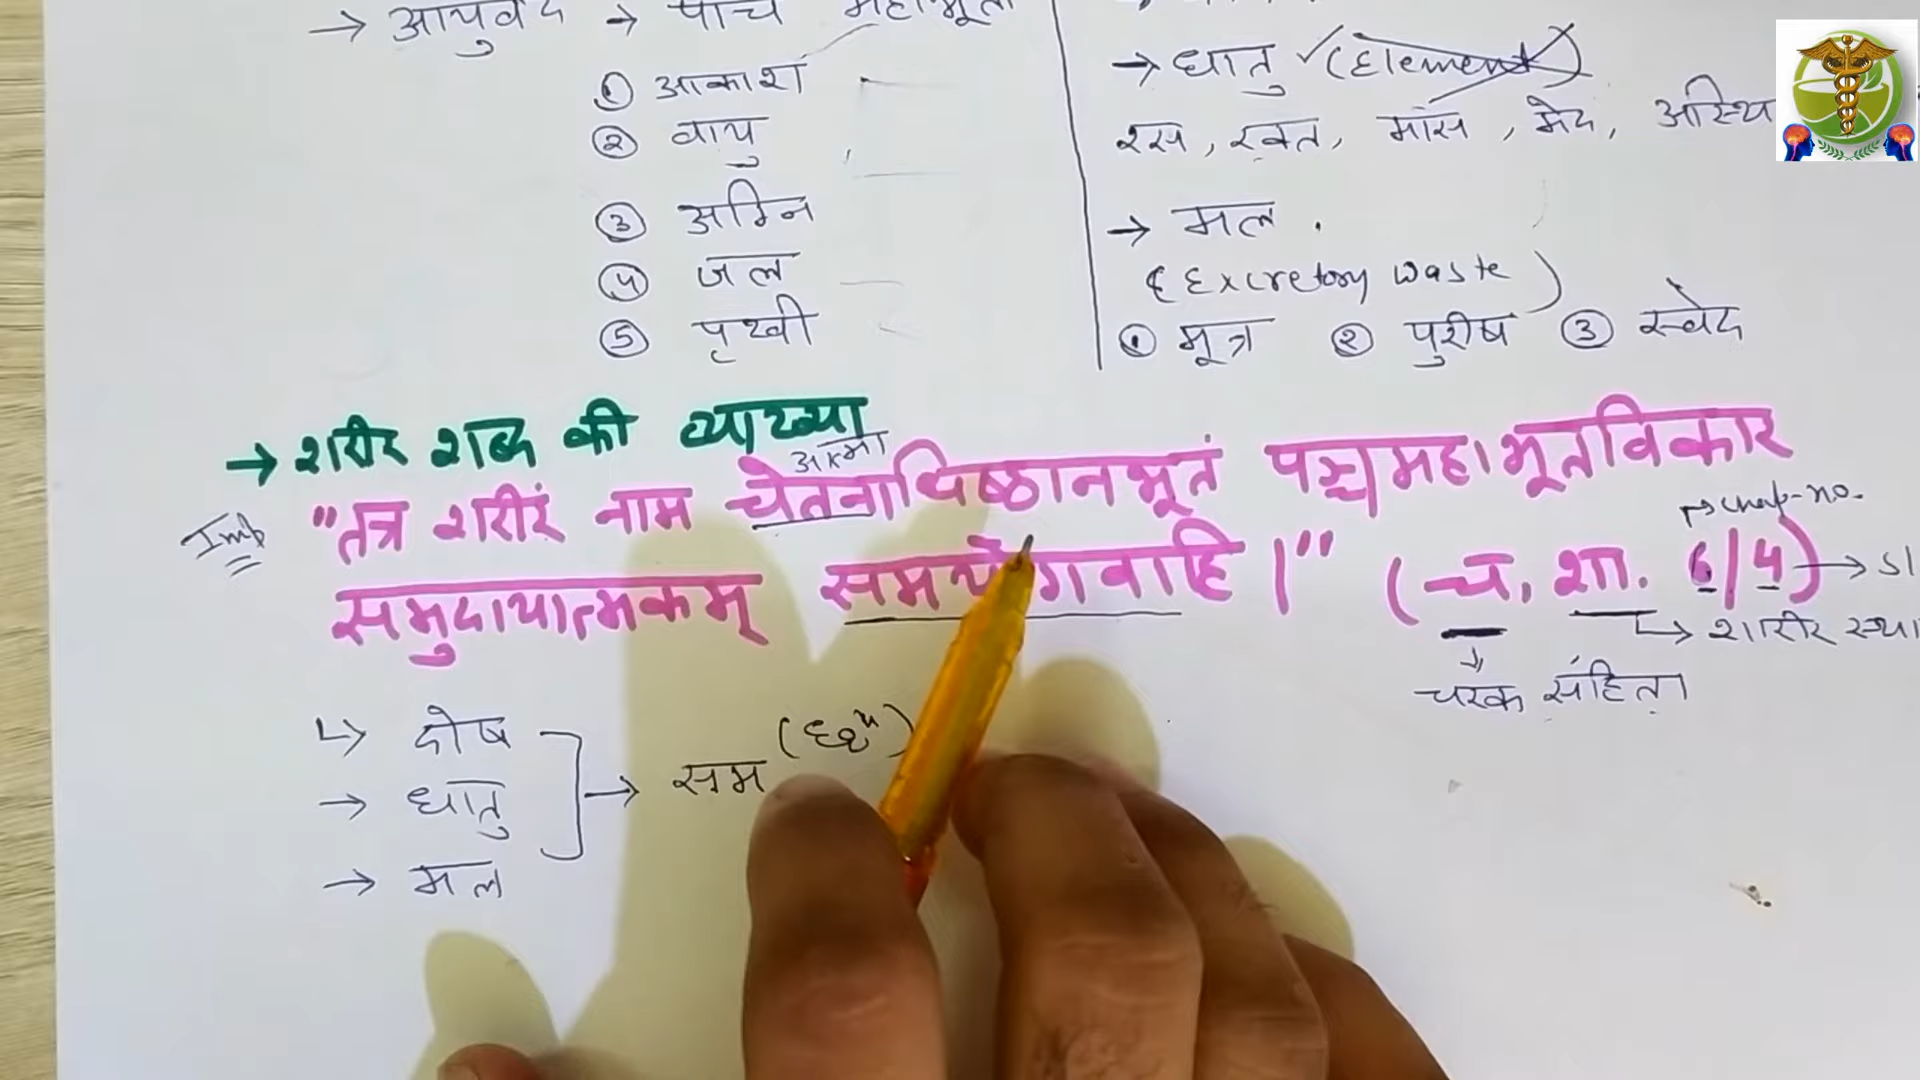 → आयुर्वेद → पांच महाभूतों
① आकाश
② वायु
③ अग्नि
④ जल
⑤ पृथ्वी
→ धातु ✓ (Element)
रस, रक्त, मांस, मेद, अस्थि
→ मल .
(Excretory waste)
① मूत्र ② पुरीष ③ स्वेद
→ शरीर शब्द की व्याख्या
आत्मा
Imp "तत्र शरीरं नाम चेतनाधिष्ठानभूतं पञ्चमहाभूतविकार
→ chap-no.
समुदायात्मकम् समयोगवाहि।" (च. शा. 6/4) →
→ शारीर स्था
चरक संहिता
↳ दोष
→ धातु
→ मल
→ सम